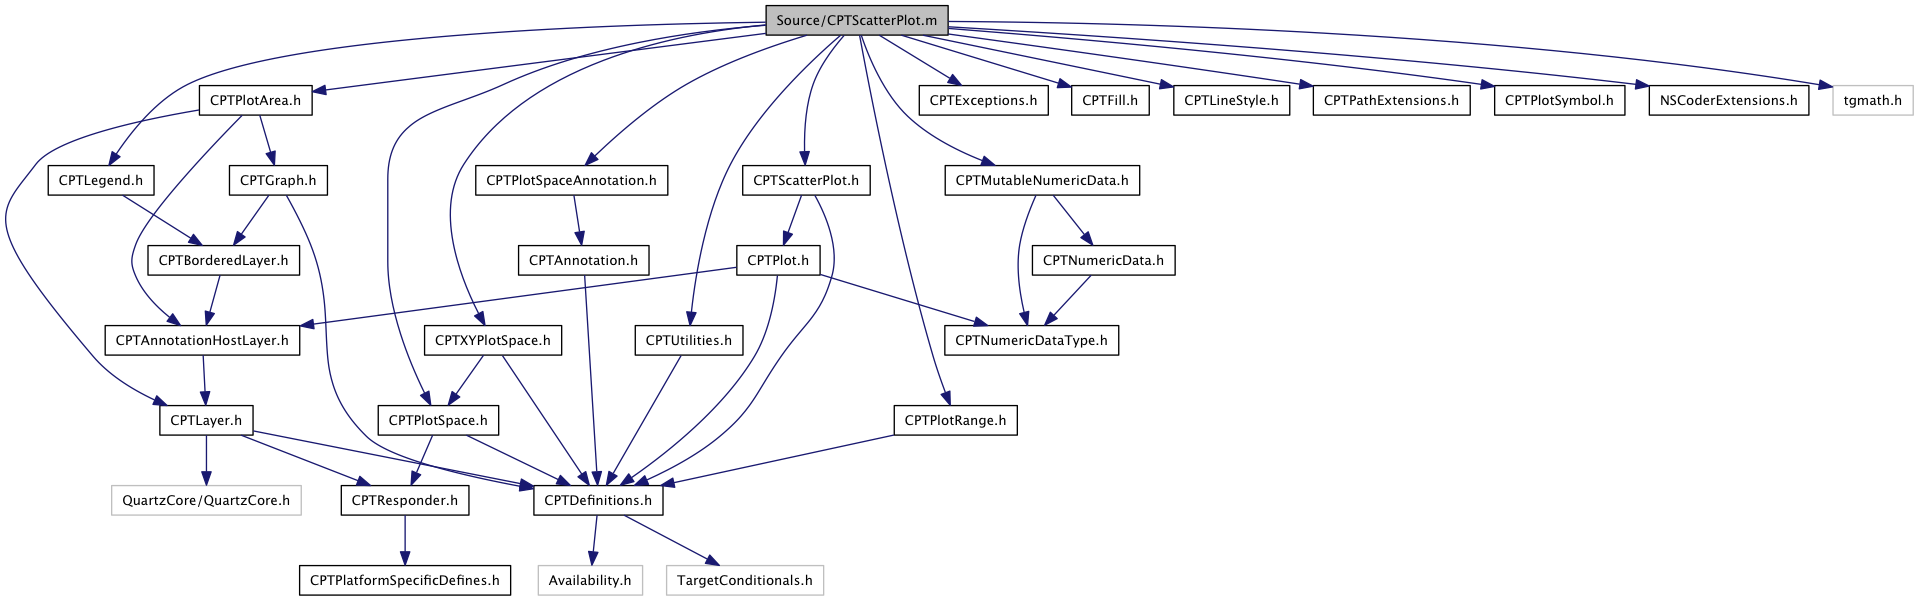 Source/CPTScatterPlot.m
CPTPlotArea.h
CPTExceptions.h
CPTFill.h
CPTLineStyle.h
CPTPathExtensions.h
CPTPlotSymbol.h
NSCoderExtensions.h
tgmath.h
CPTLegend.h
CPTGraph.h
CPTPlotSpaceAnnotation.h
CPTScatterPlot.h
CPTMutableNumericData.h
CPTBorderedLayer.h
CPTAnnotation.h
CPTPlot.h
CPTNumericData.h
CPTAnnotationHostLayer.h
CPTXYPlotSpace.h
CPTUtilities.h
CPTNumericDataType.h
CPTLayer.h
CPTPlotSpace.h
CPTPlotRange.h
QuartzCore/QuartzCore.h
CPTResponder.h
CPTDefinitions.h
CPTPlatformSpecificDefines.h
Availability.h
TargetConditionals.h